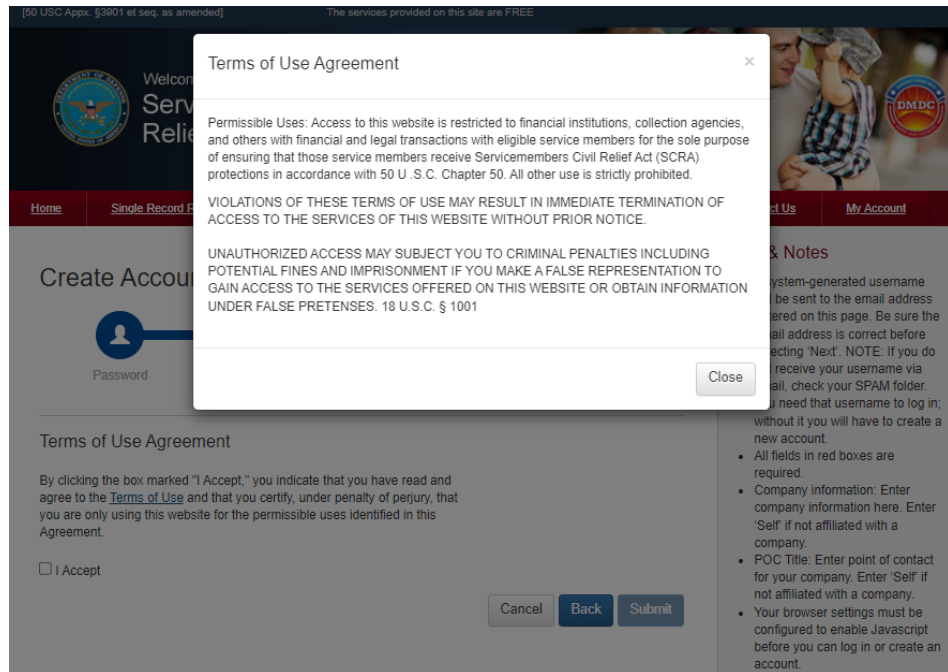 [50 USC Appx. §3901 et seq. as amended]
The services provided on this site are FREE
Welcon
Serv
Relie
DMDC
Terms of Use Agreement
×
Permissible Uses: Access to this website is restricted to financial institutions, collection agencies,
and others with financial and legal transactions with eligible service members for the sole purpose
of ensuring that those service members receive Servicemembers Civil Relief Act (SCRA)
protections in accordance with 50 U .S.C. Chapter 50. All other use is strictly prohibited.
VIOLATIONS OF THESE TERMS OF USE MAY RESULT IN IMMEDIATE TERMINATION OF
ACCESS TO THE SERVICES OF THIS WEBSITE WITHOUT PRIOR NOTICE.
UNAUTHORIZED ACCESS MAY SUBJECT YOU TO CRIMINAL PENALTIES INCLUDING
POTENTIAL FINES AND IMPRISONMENT IF YOU MAKE A FALSE REPRESENTATION TO
GAIN ACCESS TO THE SERVICES OFFERED ON THIS WEBSITE OR OBTAIN INFORMATION
UNDER FALSE PRETENSES. 18 U.S.C. § 1001
Close
Home
Single Record R
ct Us
My Account
Create Accou
Password
Terms of Use Agreement
By clicking the box marked "I Accept," you indicate that you have read and
agree to the Terms of Use and that you certify, under penalty of perjury, that
you are only using this website for the permissible uses identified in this
Agreement.
I Accept
Cancel
Back
Submit
& Notes
system-generated username
be sent to the email address
tered on this page. Be sure the
ail address is correct before
ecting 'Next'. NOTE: If you do
t receive your username via
ail, check your SPAM folder.
u need that username to log in;
without it you will have to create a
new account.
• All fields in red boxes are
required.
• Company information: Enter
company information here. Enter
'Self' if not affiliated with a
company.
• POC Title: Enter point of contact
for your company. Enter 'Self' if
not affiliated with a company.
• Your browser settings must be
configured to enable Javascript
before you can log in or create an
account.